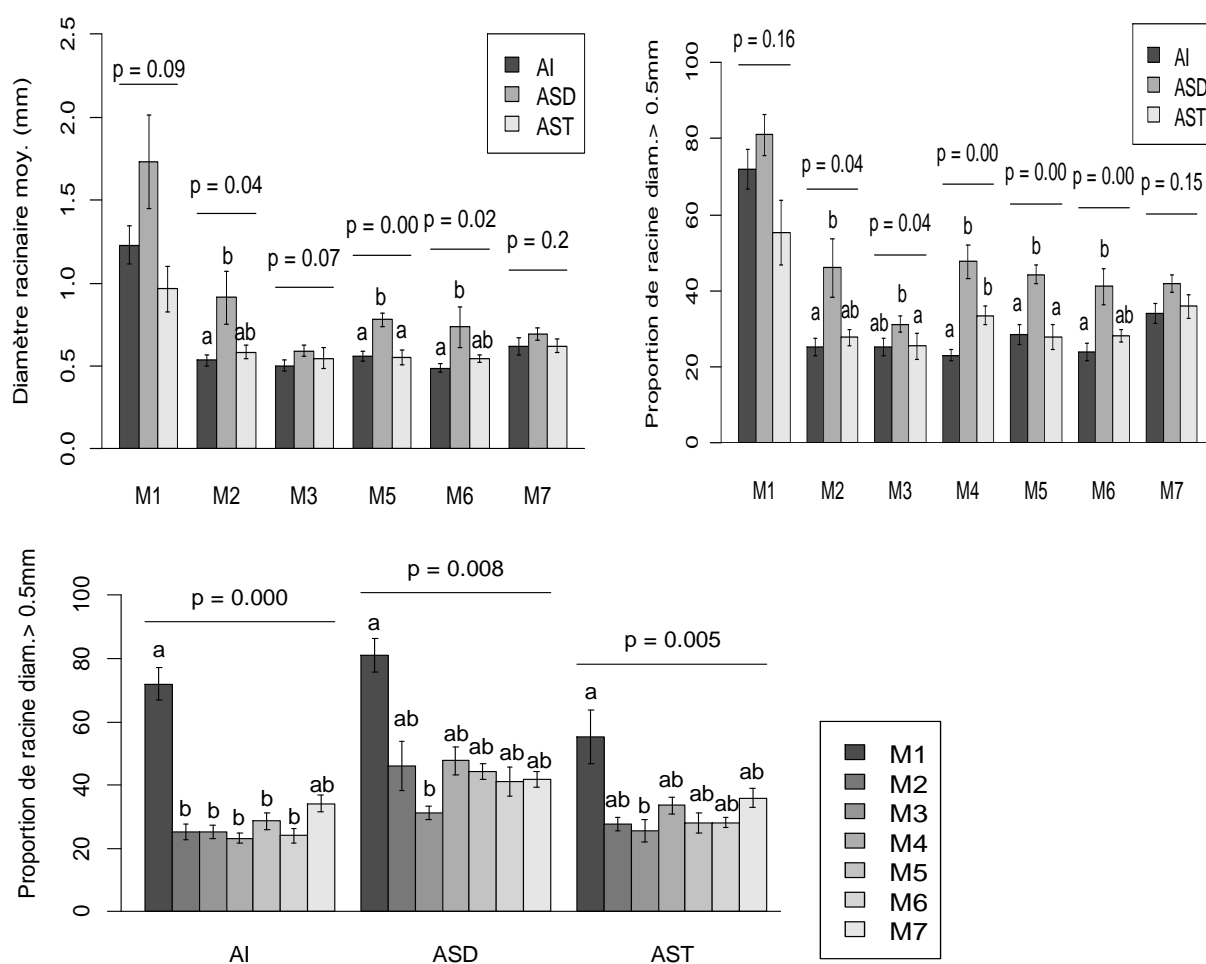 Diamètre racinaire moy. (mm)
2.5
2.0
1.5
1.0
0.5
0.0
AI
ASD
AST
p = 0.09
p = 0.04
a
b
ab
p = 0.07
p = 0.00
a
b
a
p = 0.02
a
b
ab
p = 0.2
M1 M2 M3 M5 M6 M7
Proportion de racine diam.> 0.5mm
100
80
60
40
20
0
AI
ASD
AST
p = 0.16
p = 0.04
a
b
ab
p = 0.04
ab
b
a
p = 0.00
a
b
b
p = 0.00
a
b
a
p = 0.00
a
b
ab
p = 0.15
M1 M2 M3 M4 M5 M6 M7
Proportion de racine diam.> 0.5mm
100
80
60
40
20
0
p = 0.000
a b b b b b ab
p = 0.008
a ab b ab ab ab ab
p = 0.005
a ab b ab ab ab ab
AI ASD AST
M1
M2
M3
M4
M5
M6
M7